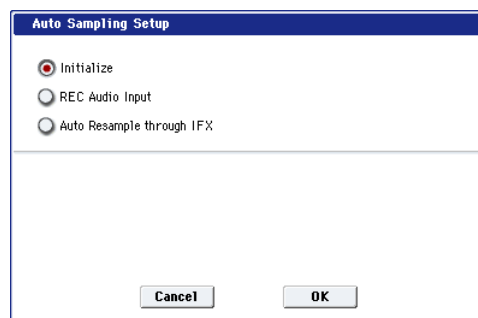 Auto Sampling Setup
Initialize
REC Audio Input
Auto Resample through IFX
Cancel OK